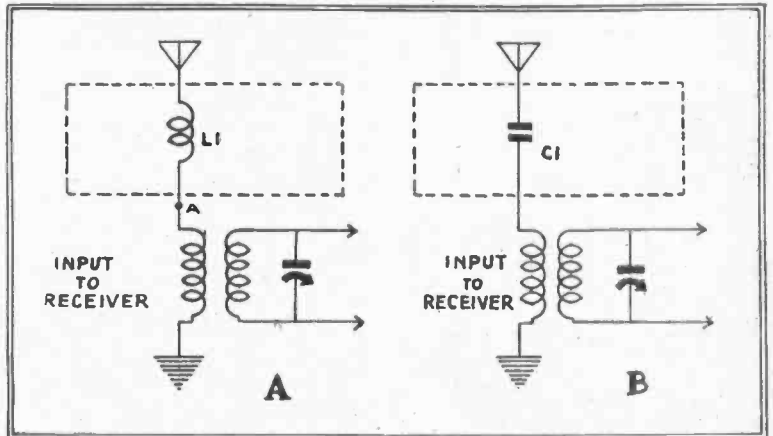 L1
A
INPUT
TO
RECEIVER
A
C1
INPUT
TO
RECEIVER
B